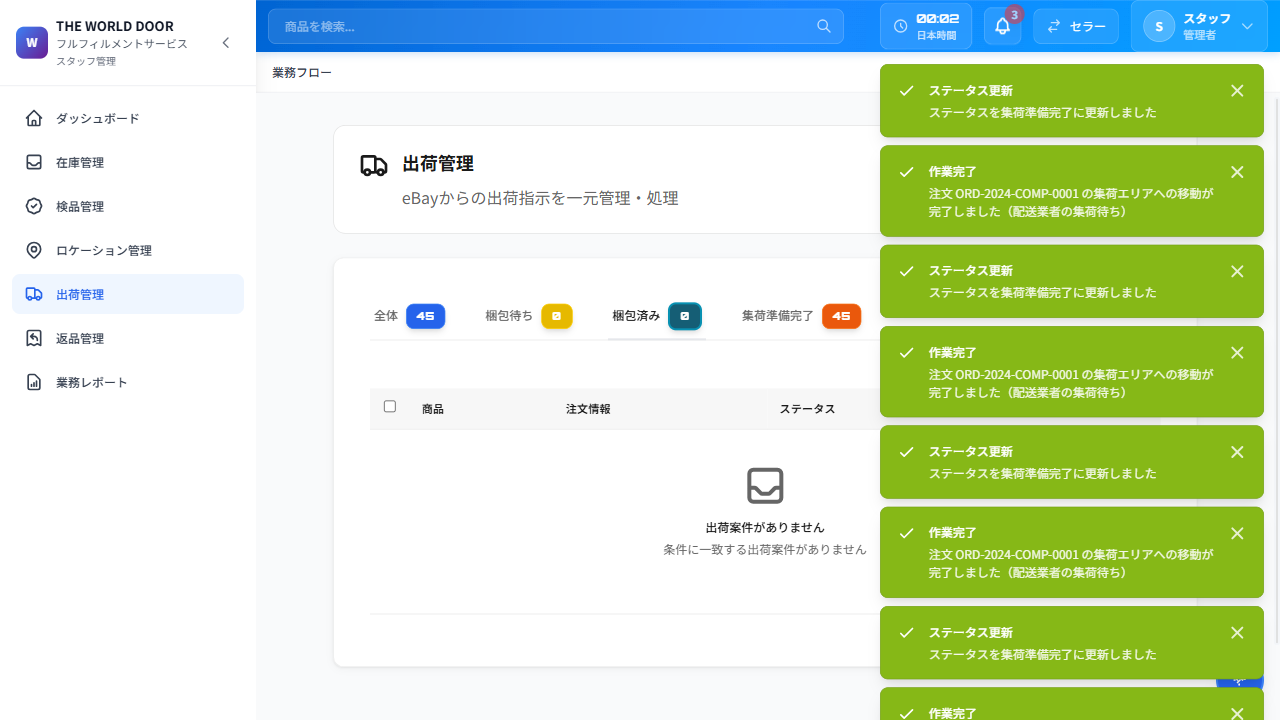 W
THE WORLD DOOR
フルフィルメントサービス
スタッフ管理
ダッシュボード
在庫管理
検品管理
ロケーション管理
出荷管理
返品管理
業務レポート
商品を検索...
00:02
日本時間
3
セラー
S
スタッフ
管理者
業務フロー
出荷管理
eBayからの出荷指示を一元管理・処理
全体 45
梱包待ち 0
梱包済み 0
集荷準備完了 45
商品
注文情報
ステータス
出荷案件がありません
条件に一致する出荷案件がありません
ステータス更新
ステータスを集荷準備完了に更新しました
作業完了
注文 ORD-2024-COMP-0001 の集荷エリアへの移動が
完了しました（配送業者の集荷待ち）
ステータス更新
ステータスを集荷準備完了に更新しました
作業完了
注文 ORD-2024-COMP-0001 の集荷エリアへの移動が
完了しました（配送業者の集荷待ち）
ステータス更新
ステータスを集荷準備完了に更新しました
作業完了
注文 ORD-2024-COMP-0001 の集荷エリアへの移動が
完了しました（配送業者の集荷待ち）
ステータス更新
ステータスを集荷準備完了に更新しました
作業完了